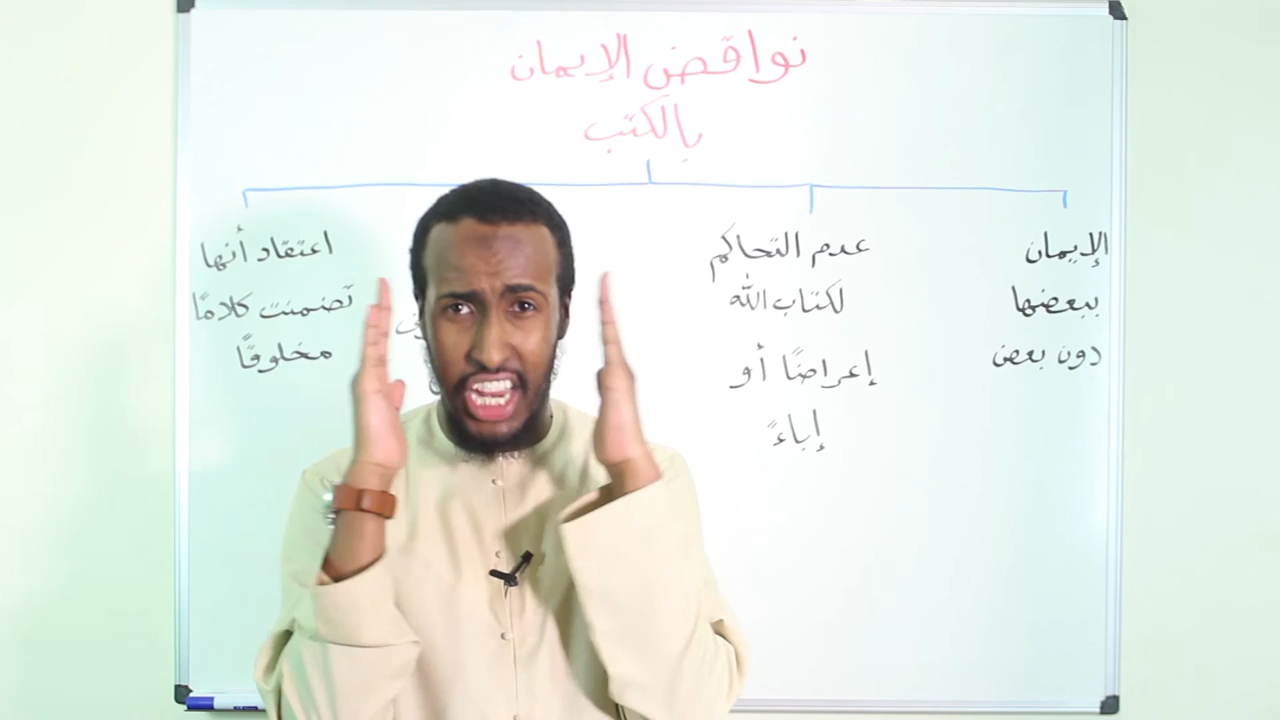 نواقض الإيمان
بالكتب
الإيمان
ببعضها
دون بعض
عدم التحاكم
لكتاب الله
إعراضًا أو
إباءً
اعتقاد أنها
تضمنت كلامًا
مخلوقًا